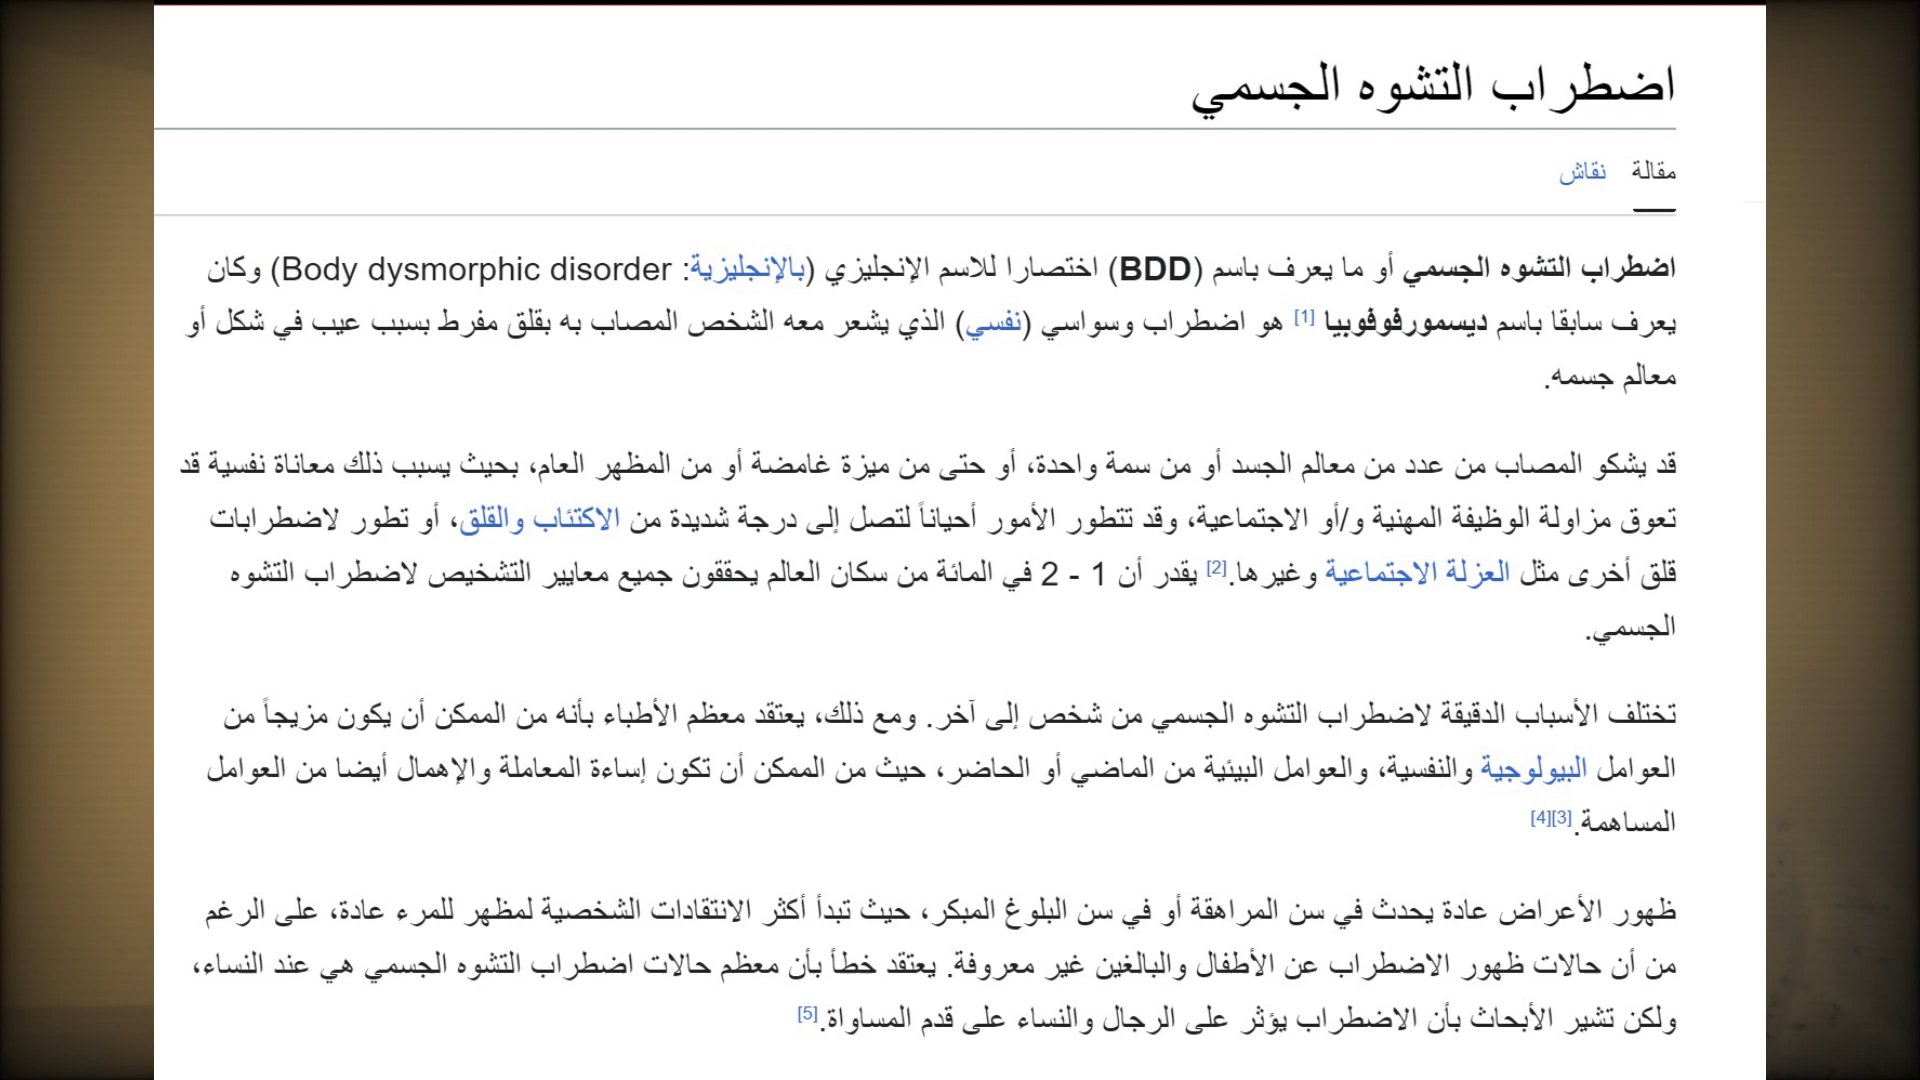 اضطراب التشوه الجسمي
مقالة نقاش
اضطراب التشوه الجسمي أو ما يعرف باسم (BDD) اختصارا للاسم الإنجليزي (بالإنجليزية: Body dysmorphic disorder) وكان
يعرف سابقا باسم ديسمورفوفوبيا [1] هو اضطراب وسواسي (نفسي) الذي يشعر معه الشخص المصاب به بقلق مفرط بسبب عيب في شكل أو
معالم جسمه.
قد يشكو المصاب من عدد من معالم الجسد أو من سمة واحدة، أو حتى من ميزة غامضة أو من المظهر العام، بحيث يسبب ذلك معاناة نفسية قد
تعوق مزاولة الوظيفة المهنية و/أو الاجتماعية، وقد تتطور الأمور أحياناً لتصل إلى درجة شديدة من الاكتئاب والقلق، أو تطور لاضطرابات
قلق أخرى مثل العزلة الاجتماعية وغيرها.[2] يقدر أن 1 - 2 في المائة من سكان العالم يحققون جميع معايير التشخيص لاضطراب التشوه
الجسمي.
تختلف الأسباب الدقيقة لاضطراب التشوه الجسمي من شخص إلى آخر. ومع ذلك، يعتقد معظم الأطباء بأنه من الممكن أن يكون مزيجاً من
العوامل البيولوجية والنفسية، والعوامل البيئية من الماضي أو الحاضر، حيث من الممكن أن تكون إساءة المعاملة والإهمال أيضا من العوامل
المساهمة.[3][4]
ظهور الأعراض عادة يحدث في سن المراهقة أو في سن البلوغ المبكر، حيث تبدأ أكثر الانتقادات الشخصية لمظهر للمرء عادة، على الرغم
من أن حالات ظهور الاضطراب عن الأطفال والبالغين غير معروفة. يعتقد خطأ بأن معظم حالات اضطراب التشوه الجسمي هي عند النساء،
ولكن تشير الأبحاث بأن الاضطراب يؤثر على الرجال والنساء على قدم المساواة.[5]